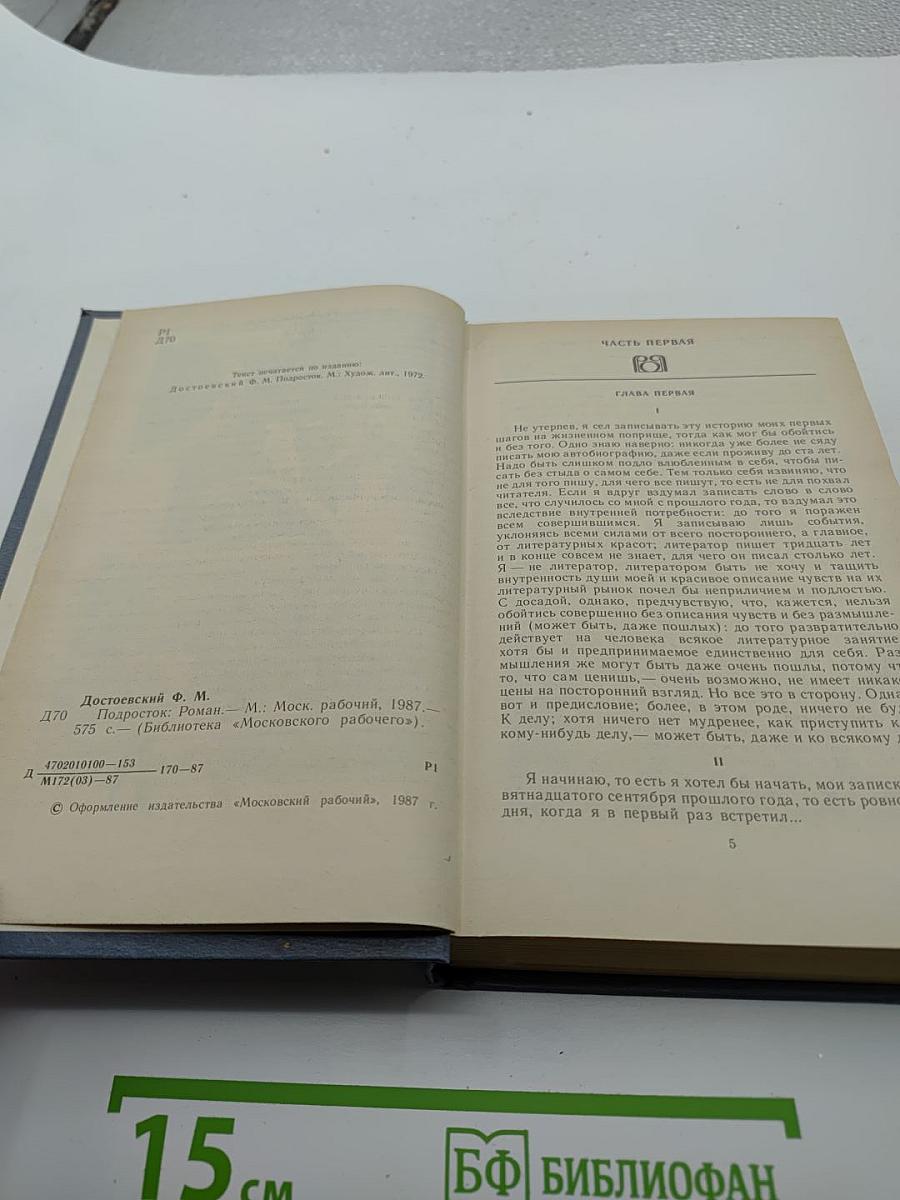 Р1
Д70
Текст печатается по изданию:
Достоевский Ф. М. Подросток. М.: Худож. лит., 1972.
Достоевский Ф. М.
Д70 Подросток: Роман.— М.: Моск. рабочий, 1987.—
575 с.— (Библиотека «Московского рабочего»).
Д 4702010100—153
М172(03)—87
170—87
Р1
© Оформление издательства «Московский рабочий», 1987 г.
ЧАСТЬ ПЕРВАЯ
ГЛАВА ПЕРВАЯ
I
Не утерпев, я сел записывать эту историю моих первых
шагов на жизненном поприще, тогда как мог бы обойтись
и без того. Одно знаю наверно: никогда уже более не сяду
писать мою автобиографию, даже если проживу до ста лет.
Надо быть слишком подло влюбленным в себя, чтобы пи-
сать без стыда о самом себе. Тем только себя извиняю, что
не для того пишу, для чего все пишут, то есть не для похвал
читателя. Если я вдруг вздумал записать слово в слово
все, что случилось со мной с прошлого года, то вздумал это
вследствие внутренней потребности: до того я поражен
всем совершившимся. Я записываю лишь события,
уклоняясь всеми силами от всего постороннего, а главное,
от литературных красот; литератор пишет тридцать лет
и в конце совсем не знает, для чего он писал столько лет.
Я — не литератор, литератором быть не хочу и тащить
внутренность души моей и красивое описание чувств на их
литературный рынок почел бы неприличием и подлостью.
С досадой, однако, предчувствую, что, кажется, нельзя
обойтись совершенно без описания чувств и без размышле-
ний (может быть, даже пошлых): до того развратительно
действует на человека всякое литературное занятие
хотя бы и предпринимаемое единственно для себя. Раз
мышления же могут быть даже очень пошлы, потому чт
то, что сам ценишь,— очень возможно, не имеет никако
цены на посторонний взгляд. Но все это в сторону. Одна
вот и предисловие; более, в этом роде, ничего не бу
К делу; хотя ничего нет мудренее, как приступить к
кому-нибудь делу,— может быть, даже и ко всякому д
II
Я начинаю, то есть я хотел бы начать, мои записк
вятнадцатого сентября прошлого года, то есть ровно
дня, когда я в первый раз встретил...
5
15 см
БФ БИБЛИОФАН